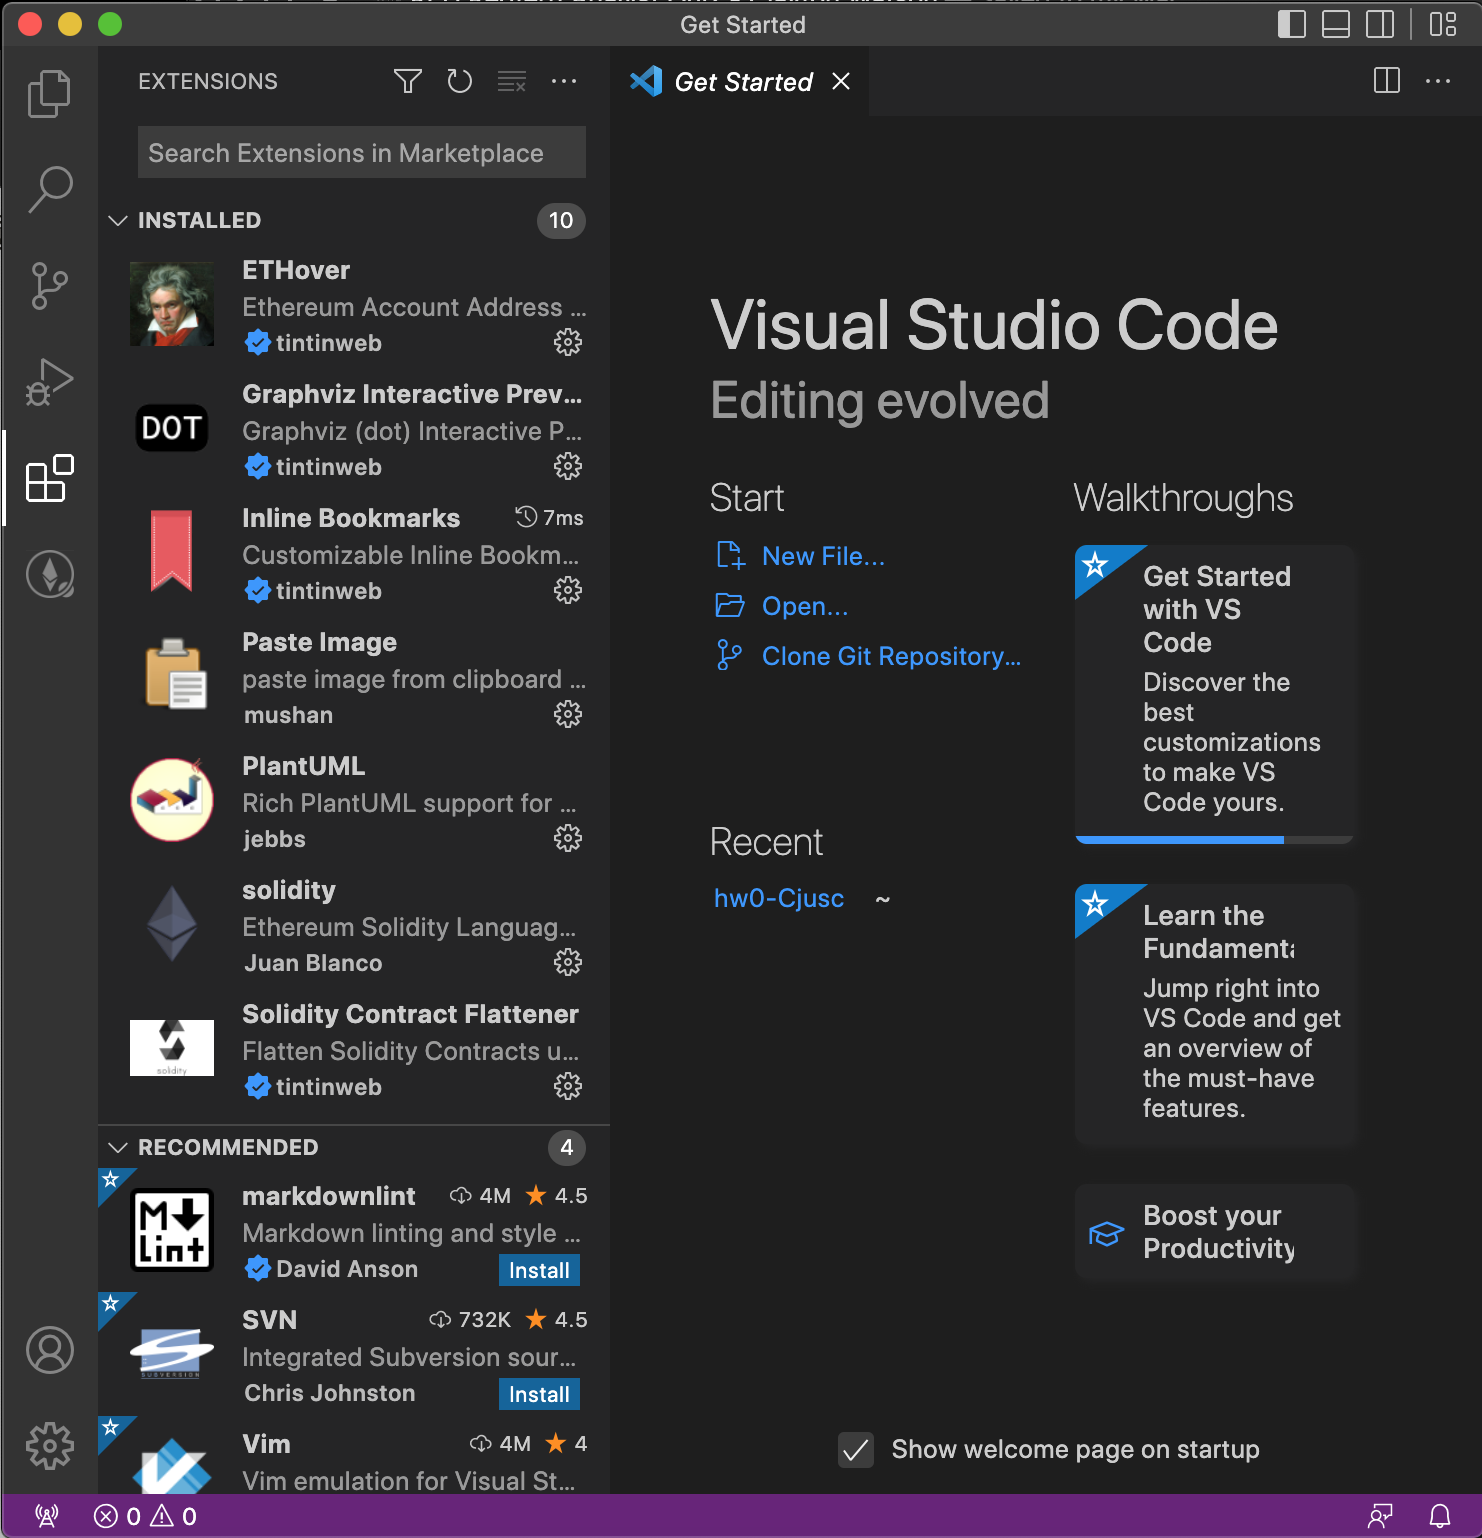 Get Started
EXTENSIONS
Get Started
Search Extensions in Marketplace
INSTALLED 10
ETHover
Ethereum Account Address ...
tintinweb
DOT
Graphviz Interactive Prev...
Graphviz (dot) Interactive P...
tintinweb
Inline Bookmarks 7ms
Customizable Inline Bookm...
tintinweb
Paste Image
paste image from clipboard ...
mushan
PlantUML
Rich PlantUML support for ...
jebbs
solidity
Ethereum Solidity Languag...
Juan Blanco
solidity
Solidity Contract Flattener
Flatten Solidity Contracts u...
tintinweb
RECOMMENDED 4
M Lint
markdownlint 4M 4.5
Markdown linting and style ...
David Anson Install
SUBVERSION
SVN 732K 4.5
Integrated Subversion sour...
Chris Johnston Install
Vim 4M 4
Vim emulation for Visual St...
Visual Studio Code
Editing evolved
Start
New File...
Open...
Clone Git Repository...
Recent
hw0-Cjusc ~
Walkthroughs
Get Started
with VS
Code
Discover the
best
customizations
to make VS
Code yours.
Learn the
Fundamenta
Jump right into
VS Code and get
an overview of
the must-have
features.
Boost your
Productivity
Show welcome page on startup
0 0